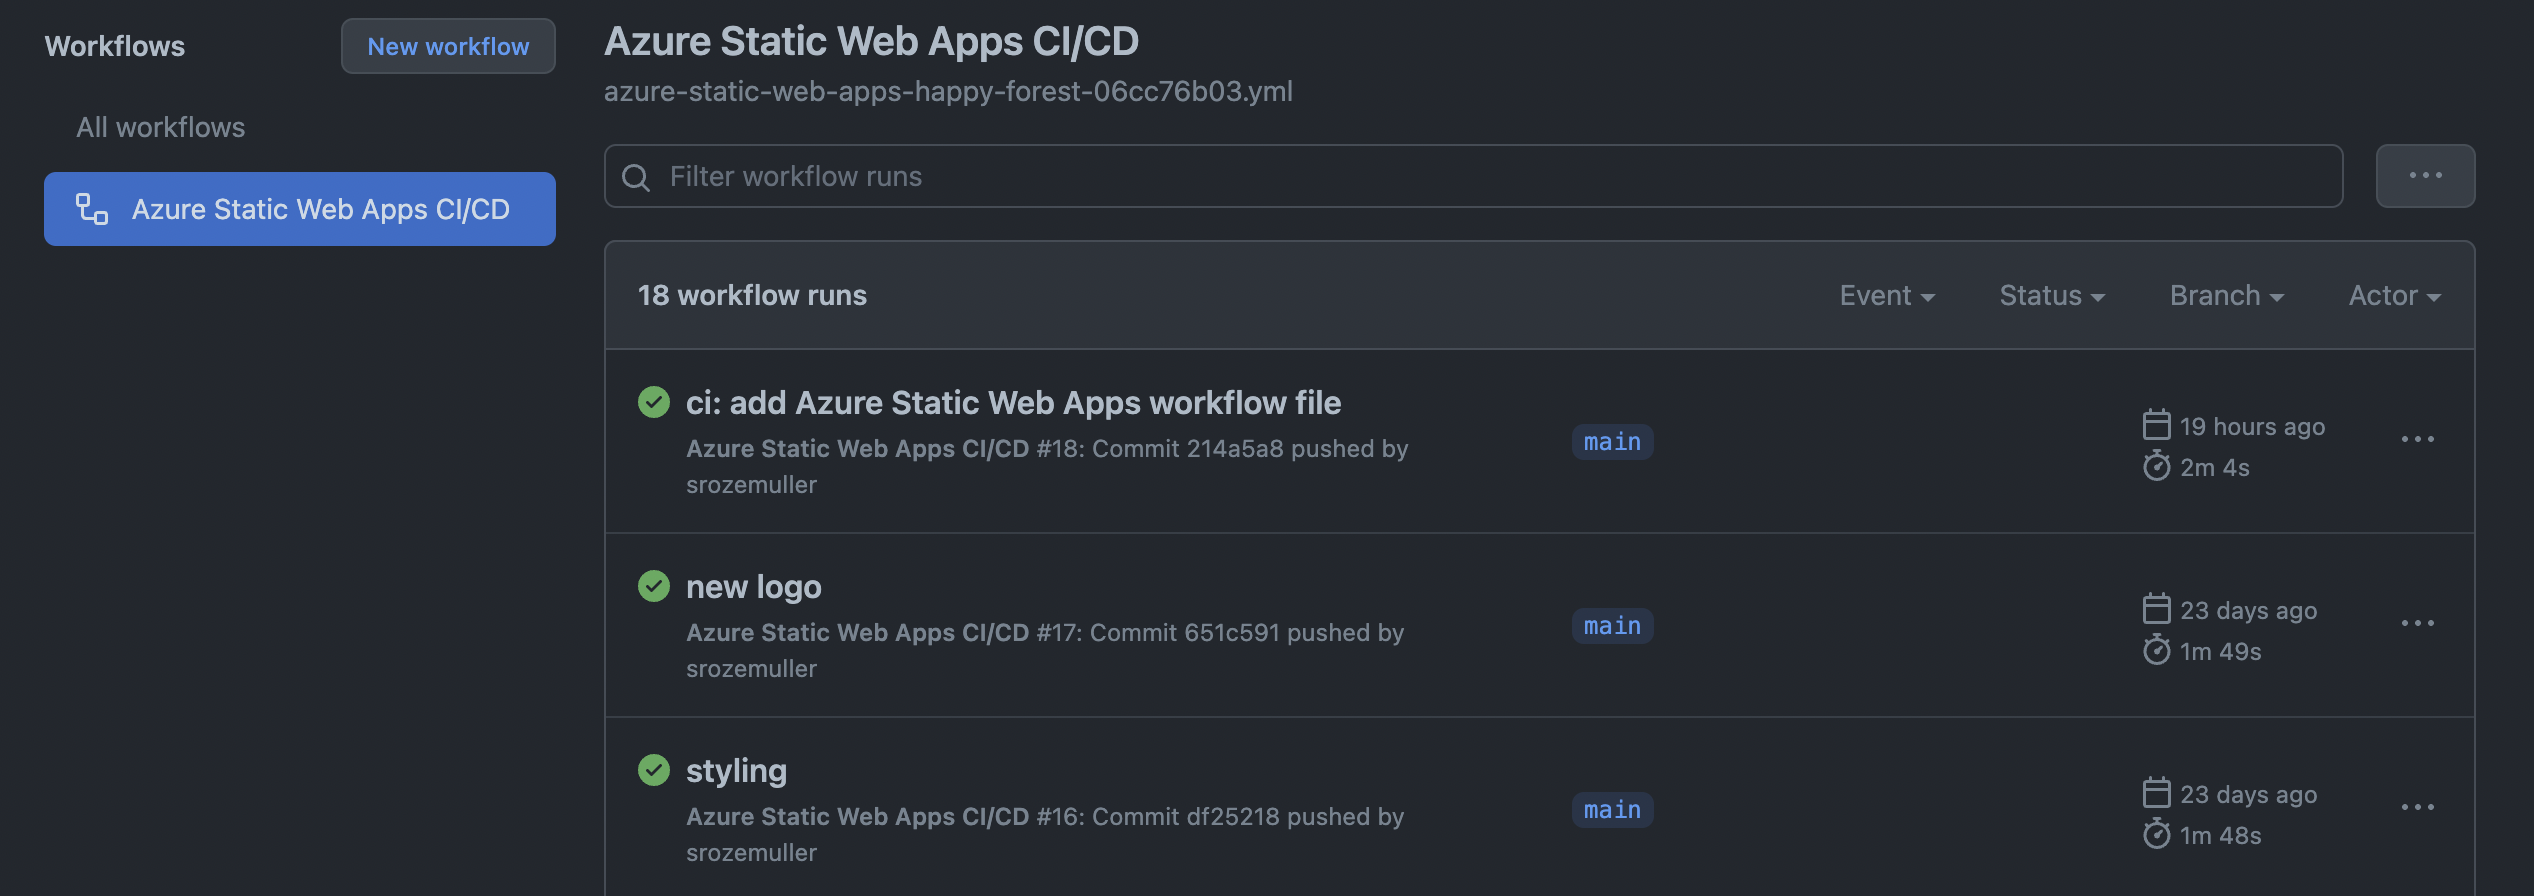 Workflows
New workflow
All workflows
Azure Static Web Apps CI/CD
Azure Static Web Apps CI/CD
azure-static-web-apps-happy-forest-06cc76b03.yml
Filter workflow runs
18 workflow runs
Event
Status
Branch
Actor
ci: add Azure Static Web Apps workflow file
Azure Static Web Apps CI/CD #18: Commit 214a5a8 pushed by
srozemuller
main
19 hours ago
2m 4s
new logo
Azure Static Web Apps CI/CD #17: Commit 651c591 pushed by
srozemuller
main
23 days ago
1m 49s
styling
Azure Static Web Apps CI/CD #16: Commit df25218 pushed by
srozemuller
main
23 days ago
1m 48s